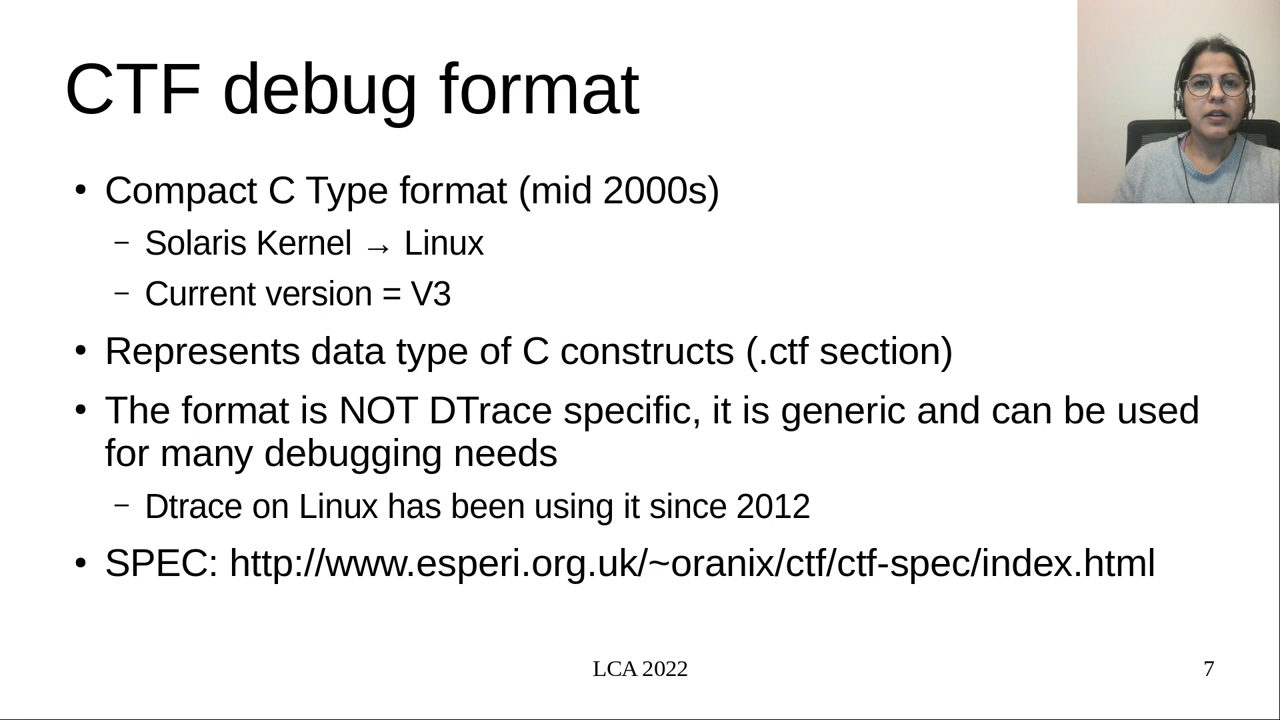 CTF debug format
• Compact C Type format (mid 2000s)
– Solaris Kernel → Linux
– Current version = V3
• Represents data type of C constructs (.ctf section)
• The format is NOT DTrace specific, it is generic and can be used
for many debugging needs
– Dtrace on Linux has been using it since 2012
• SPEC: http://www.esperi.org.uk/~oranix/ctf/ctf-spec/index.html
LCA 2022
7